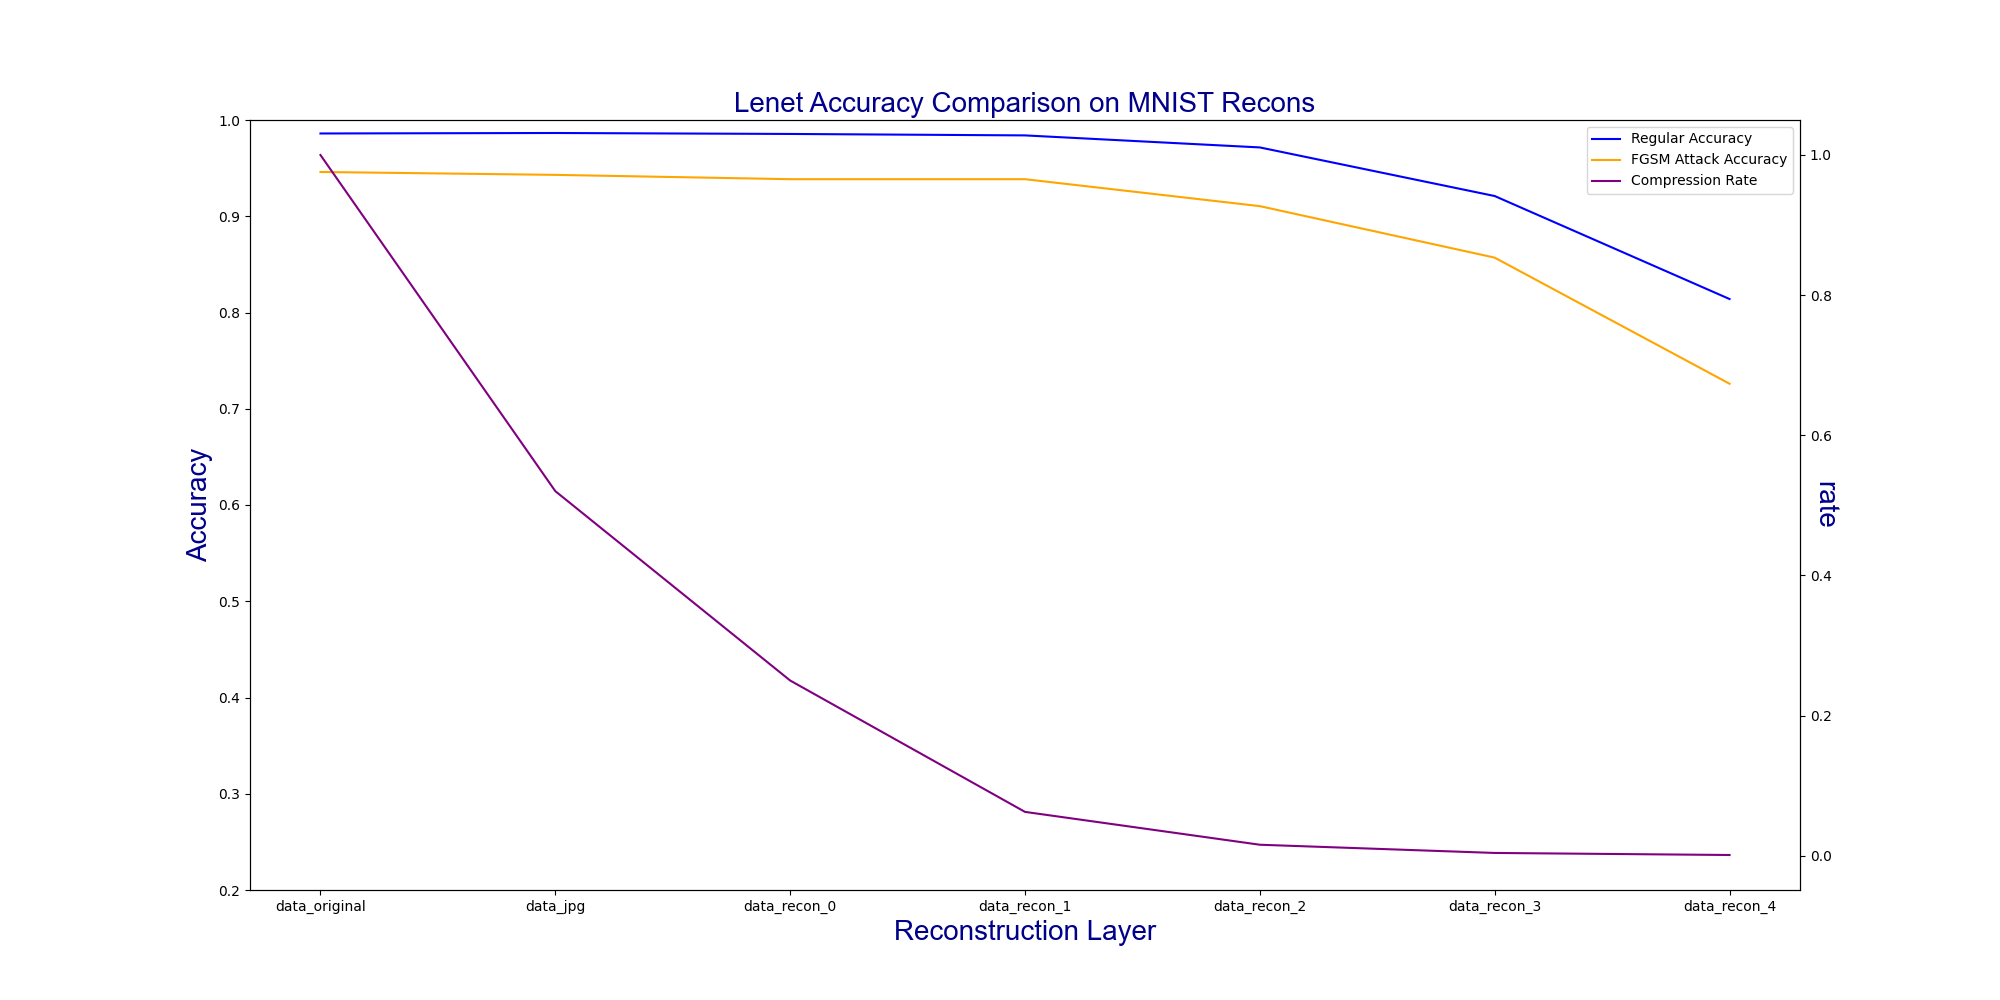 Lenet Accuracy Comparison on MNIST Recons
Regular Accuracy
FGSM Attack Accuracy
Compression Rate
Accuracy
1.0
0.9
0.8
0.7
0.6
0.5
0.4
0.3
0.2
1.0
0.8
0.6
0.4
0.2
0.0
rate
data_original data_jpg data_recon_0 data_recon_1 data_recon_2 data_recon_3 data_recon_4
Reconstruction Layer